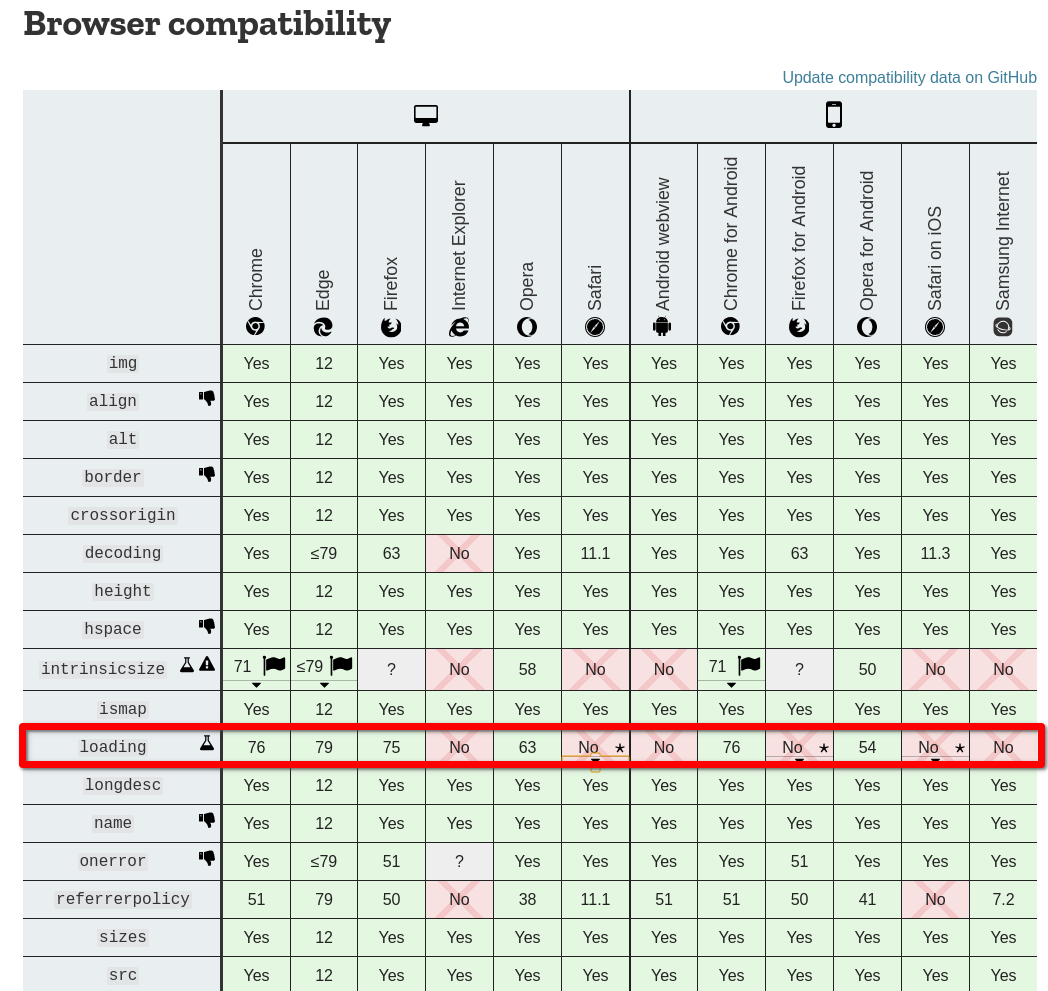 Browser compatibility
Update compatibility data on GitHub
Chrome Edge Firefox Internet Explorer Opera Safari Android webview Chrome for Android Firefox for Android Opera for Android Safari on iOS Samsung Internet
img Yes 12 Yes Yes Yes Yes Yes Yes Yes Yes Yes Yes
align Yes 12 Yes Yes Yes Yes Yes Yes Yes Yes Yes Yes
alt Yes 12 Yes Yes Yes Yes Yes Yes Yes Yes Yes Yes
border Yes 12 Yes Yes Yes Yes Yes Yes Yes Yes Yes Yes
crossorigin Yes 12 Yes Yes Yes Yes Yes Yes Yes Yes Yes Yes
decoding Yes ≤79 63 No Yes 11.1 Yes Yes 63 Yes 11.3 Yes
height Yes 12 Yes Yes Yes Yes Yes Yes Yes Yes Yes Yes
hspace Yes 12 Yes Yes Yes Yes Yes Yes Yes Yes Yes Yes
intrinsicsize 71 ≤79 ? No 58 No No 71 ? 50 No No
ismap Yes 12 Yes Yes Yes Yes Yes Yes Yes Yes Yes Yes
loading 76 79 75 No 63 No * No 76 No * 54 No * No
longdesc Yes 12 Yes Yes Yes Yes Yes Yes Yes Yes Yes Yes
name Yes 12 Yes Yes Yes Yes Yes Yes Yes Yes Yes Yes
onerror Yes ≤79 51 ? Yes Yes Yes Yes 51 Yes Yes Yes
referrerpolicy 51 79 50 No 38 11.1 51 51 50 41 No 7.2
sizes Yes 12 Yes Yes Yes Yes Yes Yes Yes Yes Yes Yes
src Yes 12 Yes Yes Yes Yes Yes Yes Yes Yes Yes Yes